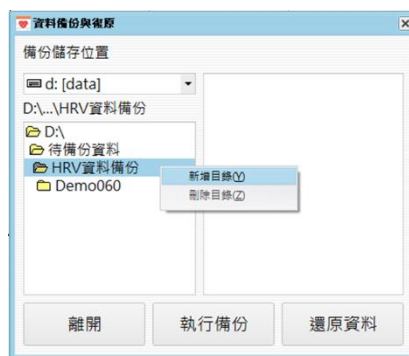 資料備份與復原
備份儲存位置
d: [data]
D:\...\HRV資料備份
D:\
待備份資料
HRV資料備份
Demo060
新增目錄(Y)
刪除目錄(Z)
離開
執行備份
還原資料